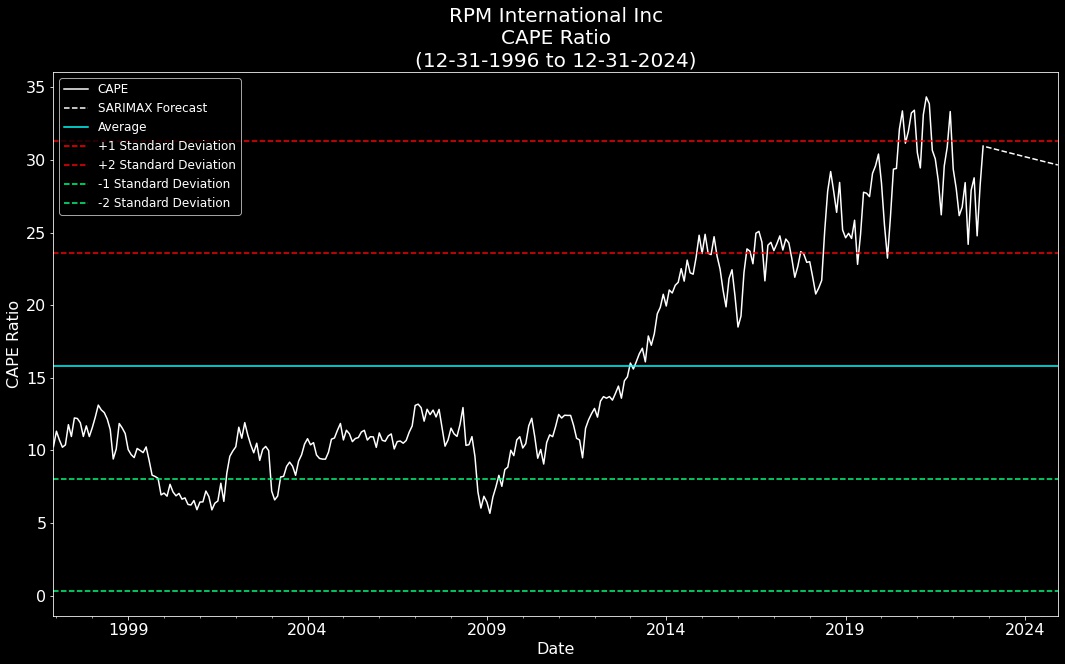 RPM International Inc
CAPE Ratio
(12-31-1996 to 12-31-2024)
CAPE
SARIMAX Forecast
Average
+1 Standard Deviation
+2 Standard Deviation
-1 Standard Deviation
-2 Standard Deviation
CAPE Ratio
35
30
25
20
15
10
5
0
1999 2004 2009 2014 2019 2024
Date